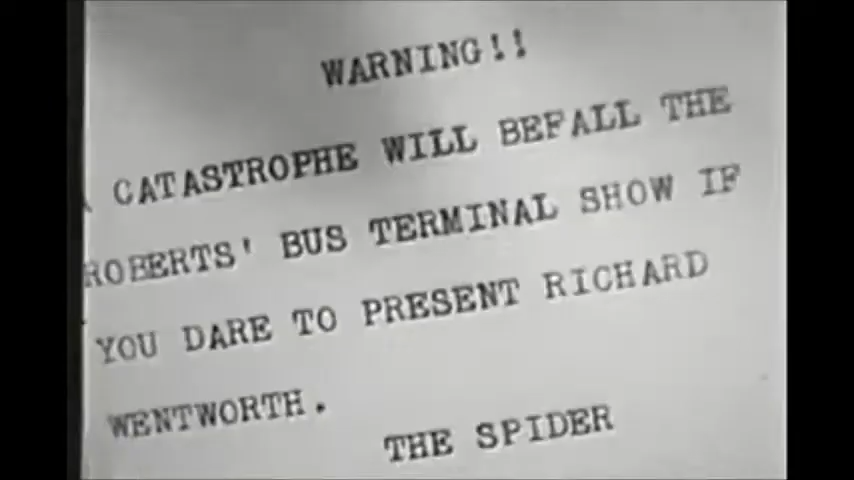 WARNING!!
A CATASTROPHE WILL BEFALL THE
ROBERTS' BUS TERMINAL SHOW IF
YOU DARE TO PRESENT RICHARD
WENTWORTH.
THE SPIDER